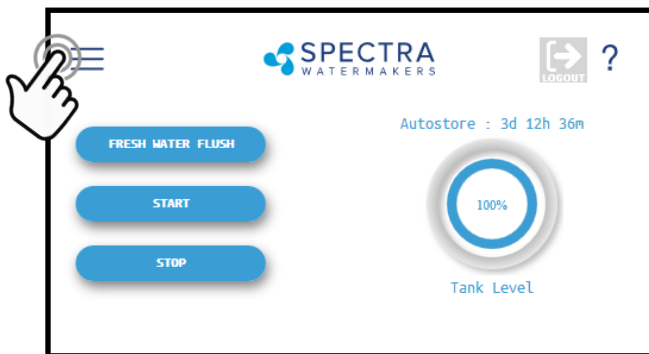 SPECTRA
WATERMAKERS
LOGOUT
?
Autostore : 3d 12h 36m
FRESH WATER FLUSH
START
100%
STOP
Tank Level